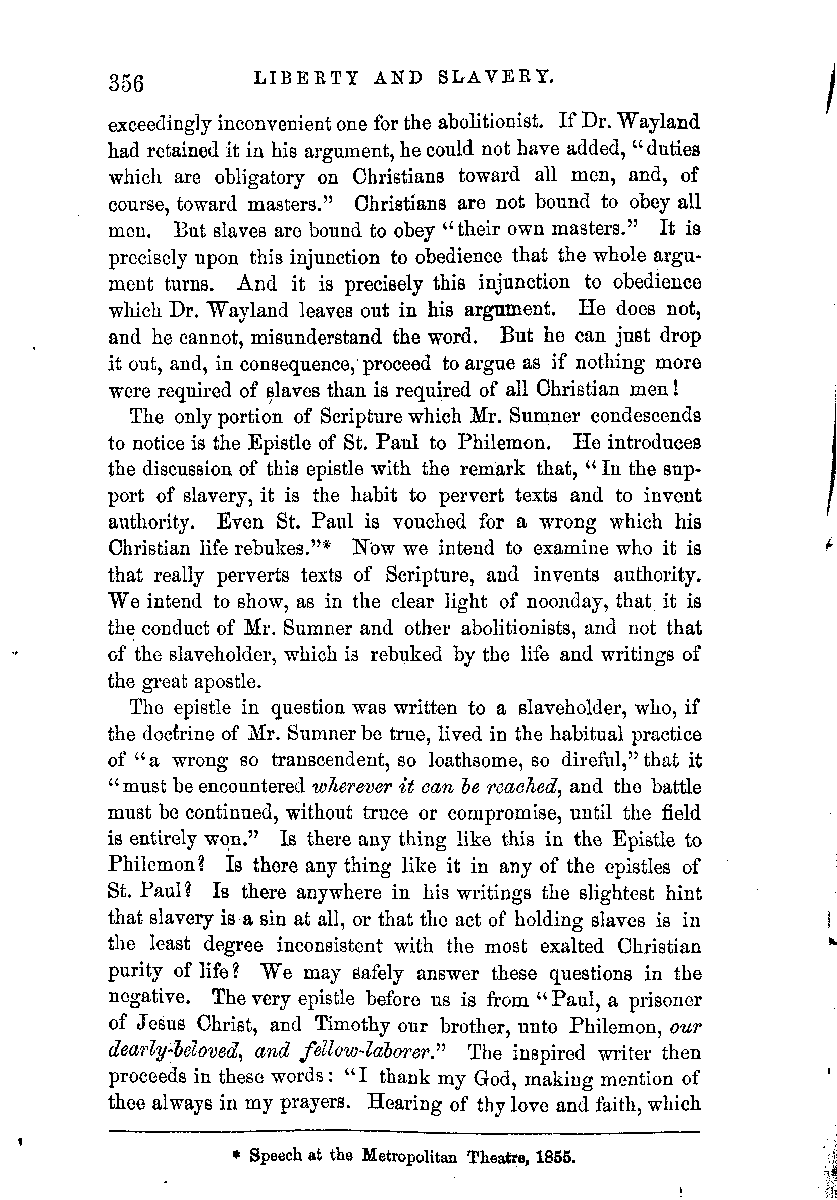 356 LIBERTY AND SLAVERY.
exceedingly inconvenient one for the abolitionist. If Dr. Wayland
had retained it in his argument, he could not have added, “duties
which are obligatory on Christians toward all men, and, of
course, toward masters.” Christians are not bound to obey all
men. But slaves are bound to obey “their own masters.” It is
precisely upon this injunction to obedience that the whole argu-
ment turns. And it is precisely this injunction to obedience
which Dr. Wayland leaves out in his argument. He does not,
and he cannot, misunderstand the word. But he can just drop
it out, and, in consequence, proceed to argue as if nothing more
were required of slaves than is required of all Christian men!
The only portion of Scripture which Mr. Sumner condescends
to notice is the Epistle of St. Paul to Philemon. He introduces
the discussion of this epistle with the remark that, “In the sup-
port of slavery, it is the habit to pervert texts and to invent
authority. Even St. Paul is vouched for a wrong which his
Christian life rebukes.”* Now we intend to examine who it is
that really perverts texts of Scripture, and invents authority.
We intend to show, as in the clear light of noonday, that it is
the conduct of Mr. Sumner and other abolitionists, and not that
of the slaveholder, which is rebuked by the life and writings of
the great apostle.
The epistle in question was written to a slaveholder, who, if
the doctrine of Mr. Sumner be true, lived in the habitual practice
of “a wrong so transcendent, so loathsome, so direful,” that it
“must be encountered wherever it can be reached, and the battle
must be continued, without truce or compromise, until the field
is entirely won.” Is there any thing like this in the Epistle to
Philemon? Is there any thing like it in any of the epistles of
St. Paul? Is there anywhere in his writings the slightest hint
that slavery is a sin at all, or that the act of holding slaves is in
the least degree inconsistent with the most exalted Christian
purity of life? We may safely answer these questions in the
negative. The very epistle before us is from “Paul, a prisoner
of Jesus Christ, and Timothy our brother, unto Philemon, our
dearly-beloved, and fellow-laborer.” The inspired writer then
proceeds in these words: “I thank my God, making mention of
thee always in my prayers. Hearing of thy love and faith, which
* Speech at the Metropolitan Theatre, 1855.